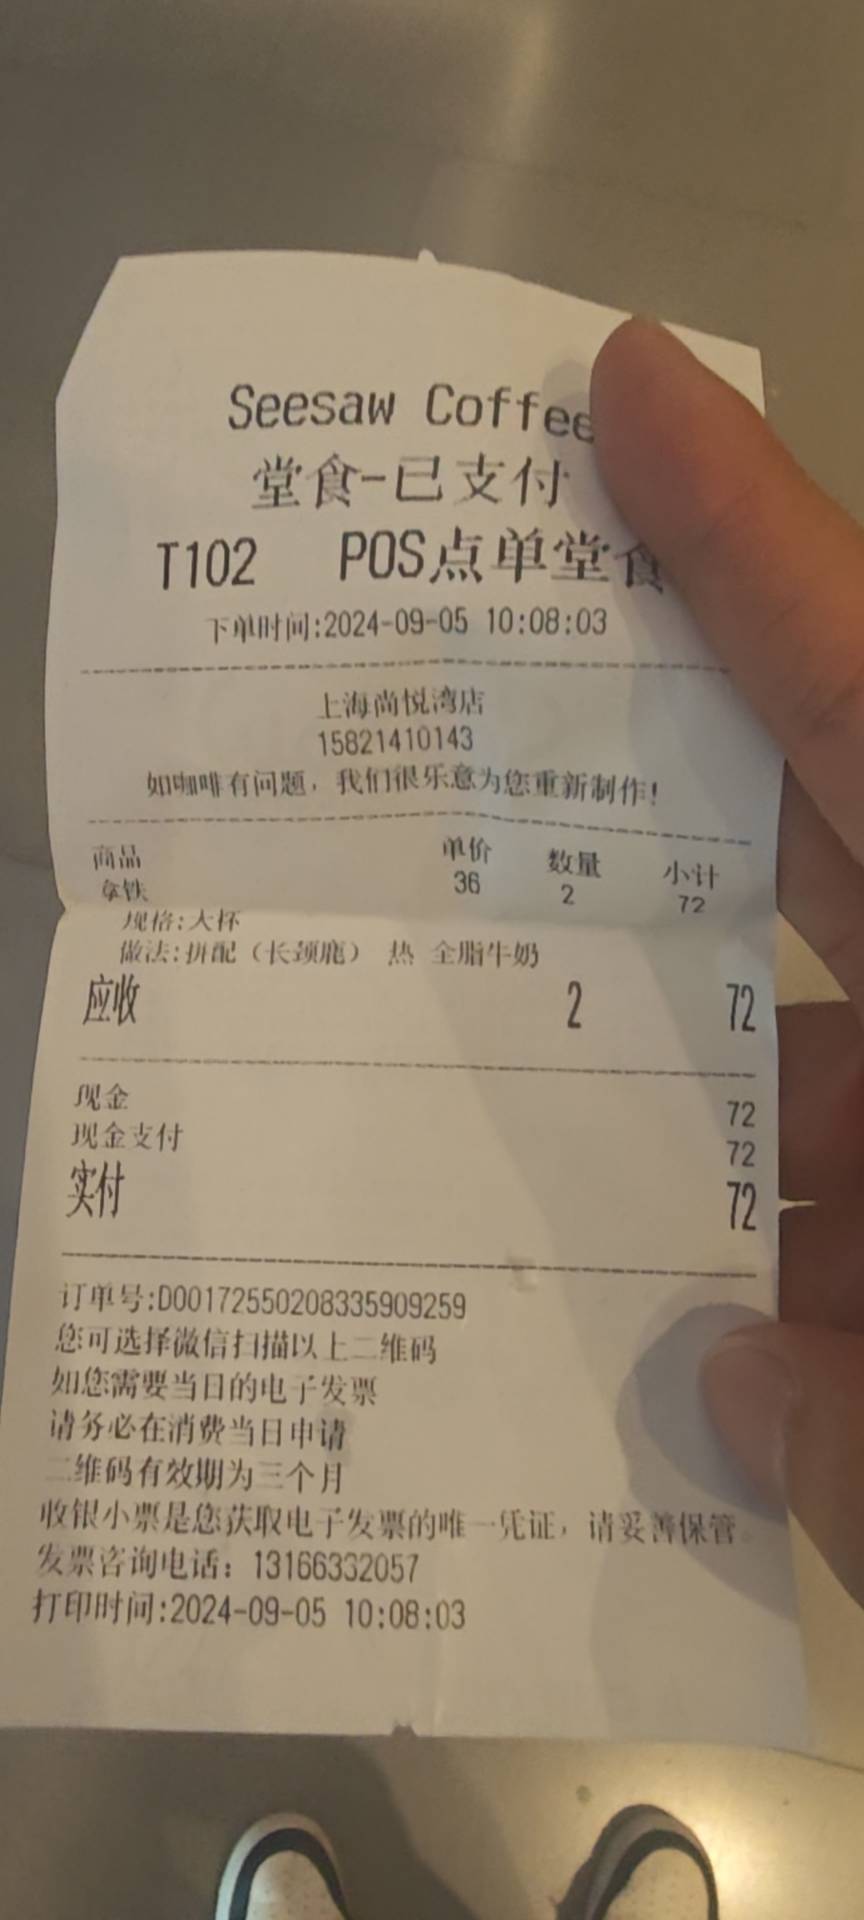 Seesaw Coffee
堂食-已支付
T102 POS点单堂食
下单时间:2024-09-05 10:08:03
上海尚悦湾店
15821410143
如咖啡有问题，我们很乐意为您重新制作!
商品 单价 数量 小计
拿铁 36 2 72
规格:大杯
做法:拼配（长颈鹿） 热 全脂牛奶
应收 2 72
现金 72
现金支付 72
实付 72
订单号:D001725502083359​09259
您可选择微信扫描以上二维码
如您需要当日的电子发票
请务必在消费当日申请
二维码有效期为三个月
收银小票是您获取电子发票的唯一凭证，请妥善保管。
发票咨询电话：13166332057
打印时间:2024-09-05 10:08:03